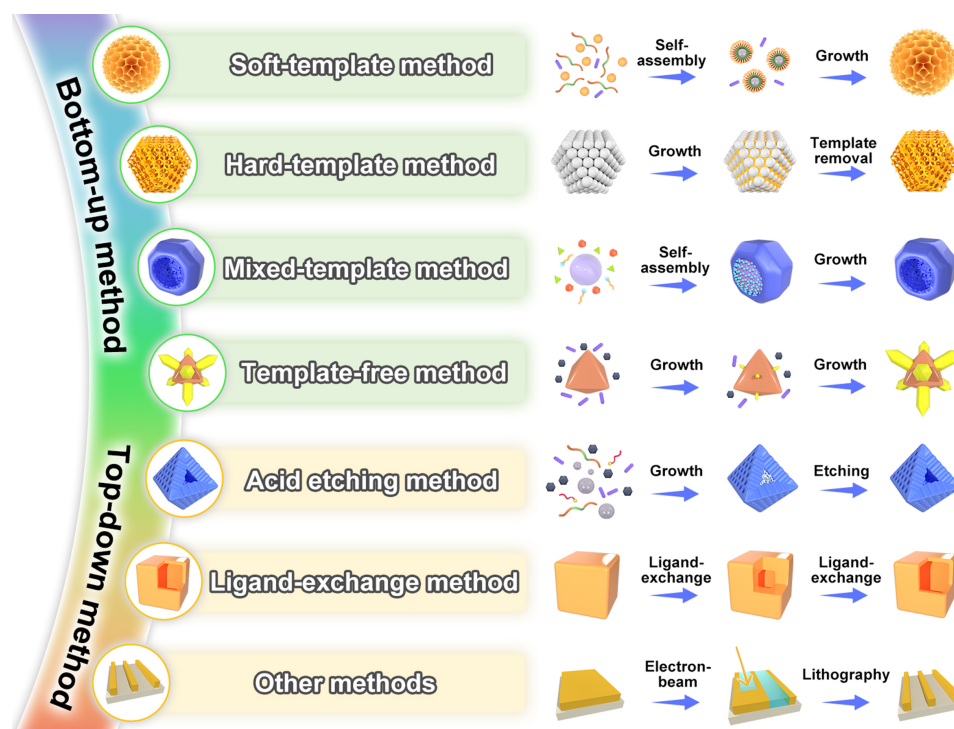 Bottom-up method
Top-down method
Soft-template method
Self-
assembly
Growth
Hard-template method
Growth
Template
removal
Mixed-template method
Self-
assembly
Growth
Template-free method
Growth
Growth
Acid etching method
Growth
Etching
Ligand-exchange method
Ligand-
exchange
Ligand-
exchange
Other methods
Electron-
beam
Lithography